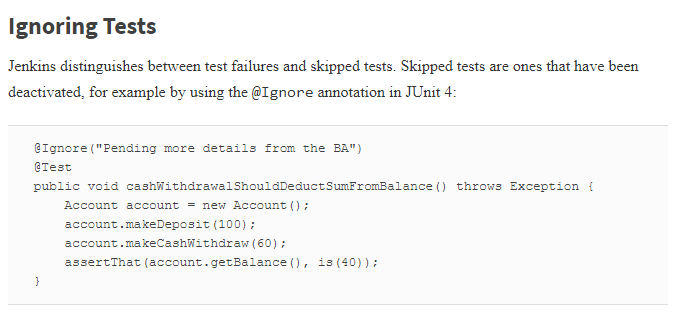 Ignoring Tests
Jenkins distinguishes between test failures and skipped tests. Skipped tests are ones that have been
deactivated, for example by using the @Ignore annotation in JUnit 4:
@Ignore("Pending more details from the BA")
@Test
public void cashWithdrawalShouldDeductSumFromBalance() throws Exception {
    Account account = new Account();
    account.makeDeposit(100);
    account.makeCashWithdraw(60);
    assertThat(account.getBalance(), is(40));
}